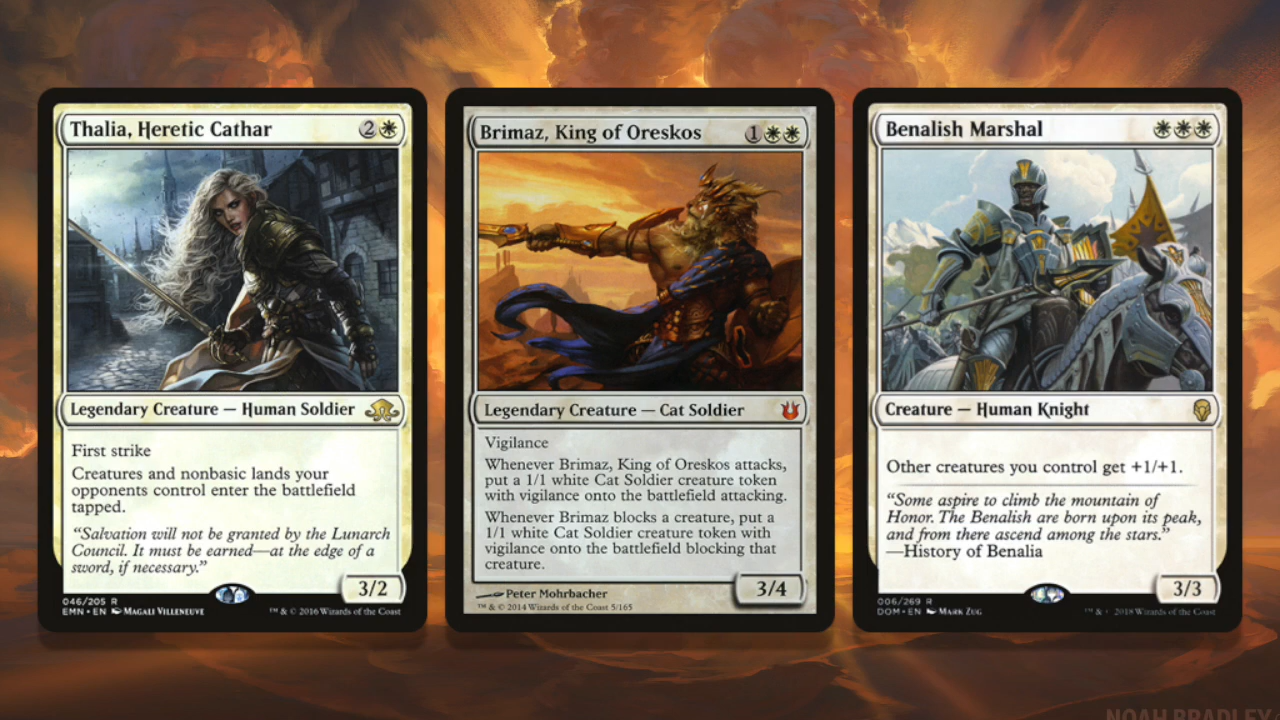 Thalia, Heretic Cathar 2
Legendary Creature — Human Soldier
First strike
Creatures and nonbasic lands your
opponents control enter the battlefield
tapped.
“Salvation will not be granted by the Lunarch
Council. It must be earned—at the edge of a
sword, if necessary.”
3/2
046/205 R
EMN • EN Magali Villeneuve
™ & © 2016 Wizards of the Coast
Brimaz, King of Oreskos 1
Legendary Creature — Cat Soldier
Vigilance
Whenever Brimaz, King of Oreskos attacks,
put a 1/1 white Cat Soldier creature token
with vigilance onto the battlefield attacking.
Whenever Brimaz blocks a creature, put a
1/1 white Cat Soldier creature token with
vigilance onto the battlefield blocking that
creature.
3/4
Peter Mohrbacher
™ & © 2014 Wizards of the Coast 5/165
Benalish Marshal
Creature — Human Knight
Other creatures you control get +1/+1.
“Some aspire to climb the mountain of
Honor. The Benalish are born upon its peak,
and from there ascend among the stars.”
—History of Benalia
3/3
006/269 R
DOM • EN Mark Zug
™ & 2018 Wizards of the Coast
NOAH BRADLEY